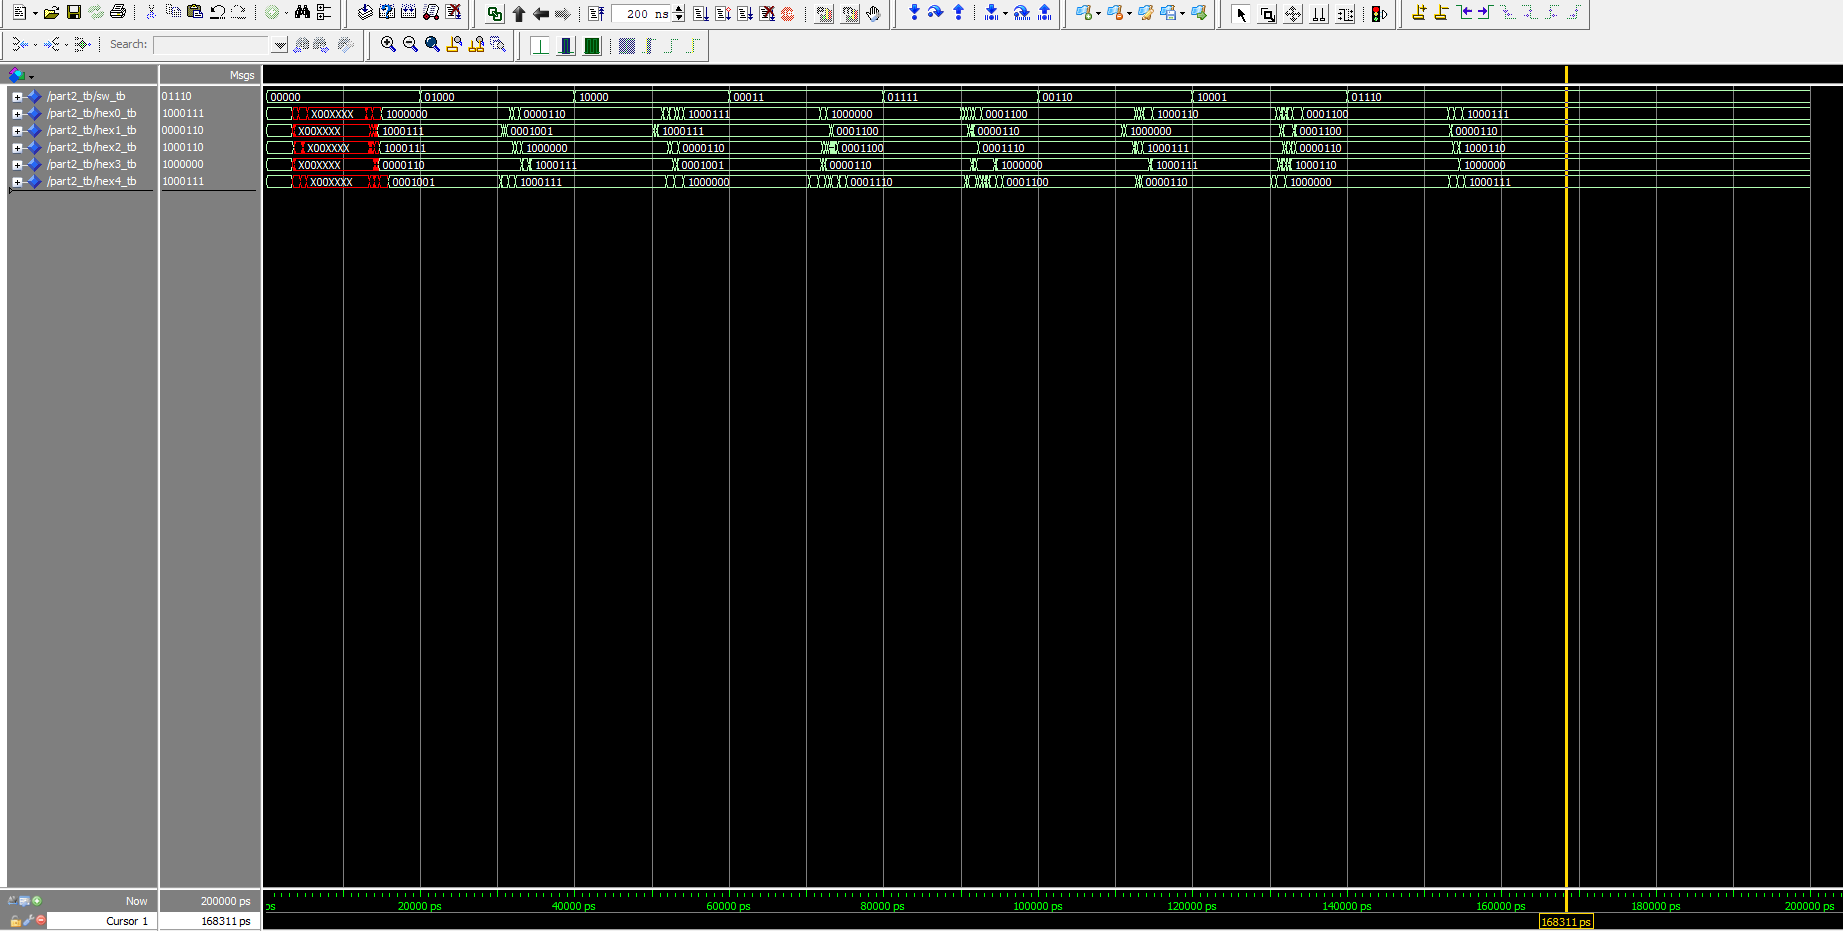 200 ns
Search:
Msgs
/part2_tb/sw_tb 01110 00000 01000 10000 00011 01111 00110 10001 01110
/part2_tb/hex0_tb 1000111 X00XXXX 1000000 0000110 1000111 1000000 0001100 1000110 0001100 1000111
/part2_tb/hex1_tb 0000110 X00XXXX 1000111 0001001 1000111 0001100 0000110 1000000 0001100 0000110
/part2_tb/hex2_tb 1000110 X00XXXX 1000111 1000000 0000110 0001100 0001110 1000111 0000110 1000110
/part2_tb/hex3_tb 1000000 X00XXXX 0000110 1000111 0001001 0000110 1000000 1000111 1000110 1000000
/part2_tb/hex4_tb 1000111 X00XXXX 0001001 1000111 1000000 0001110 0001100 0000110 1000000 1000111
Now 200000 ps
ps 20000 ps 40000 ps 60000 ps 80000 ps 100000 ps 120000 ps 140000 ps 160000 ps 180000 ps 200000 ps
Cursor 1 168311 ps
168311 ps